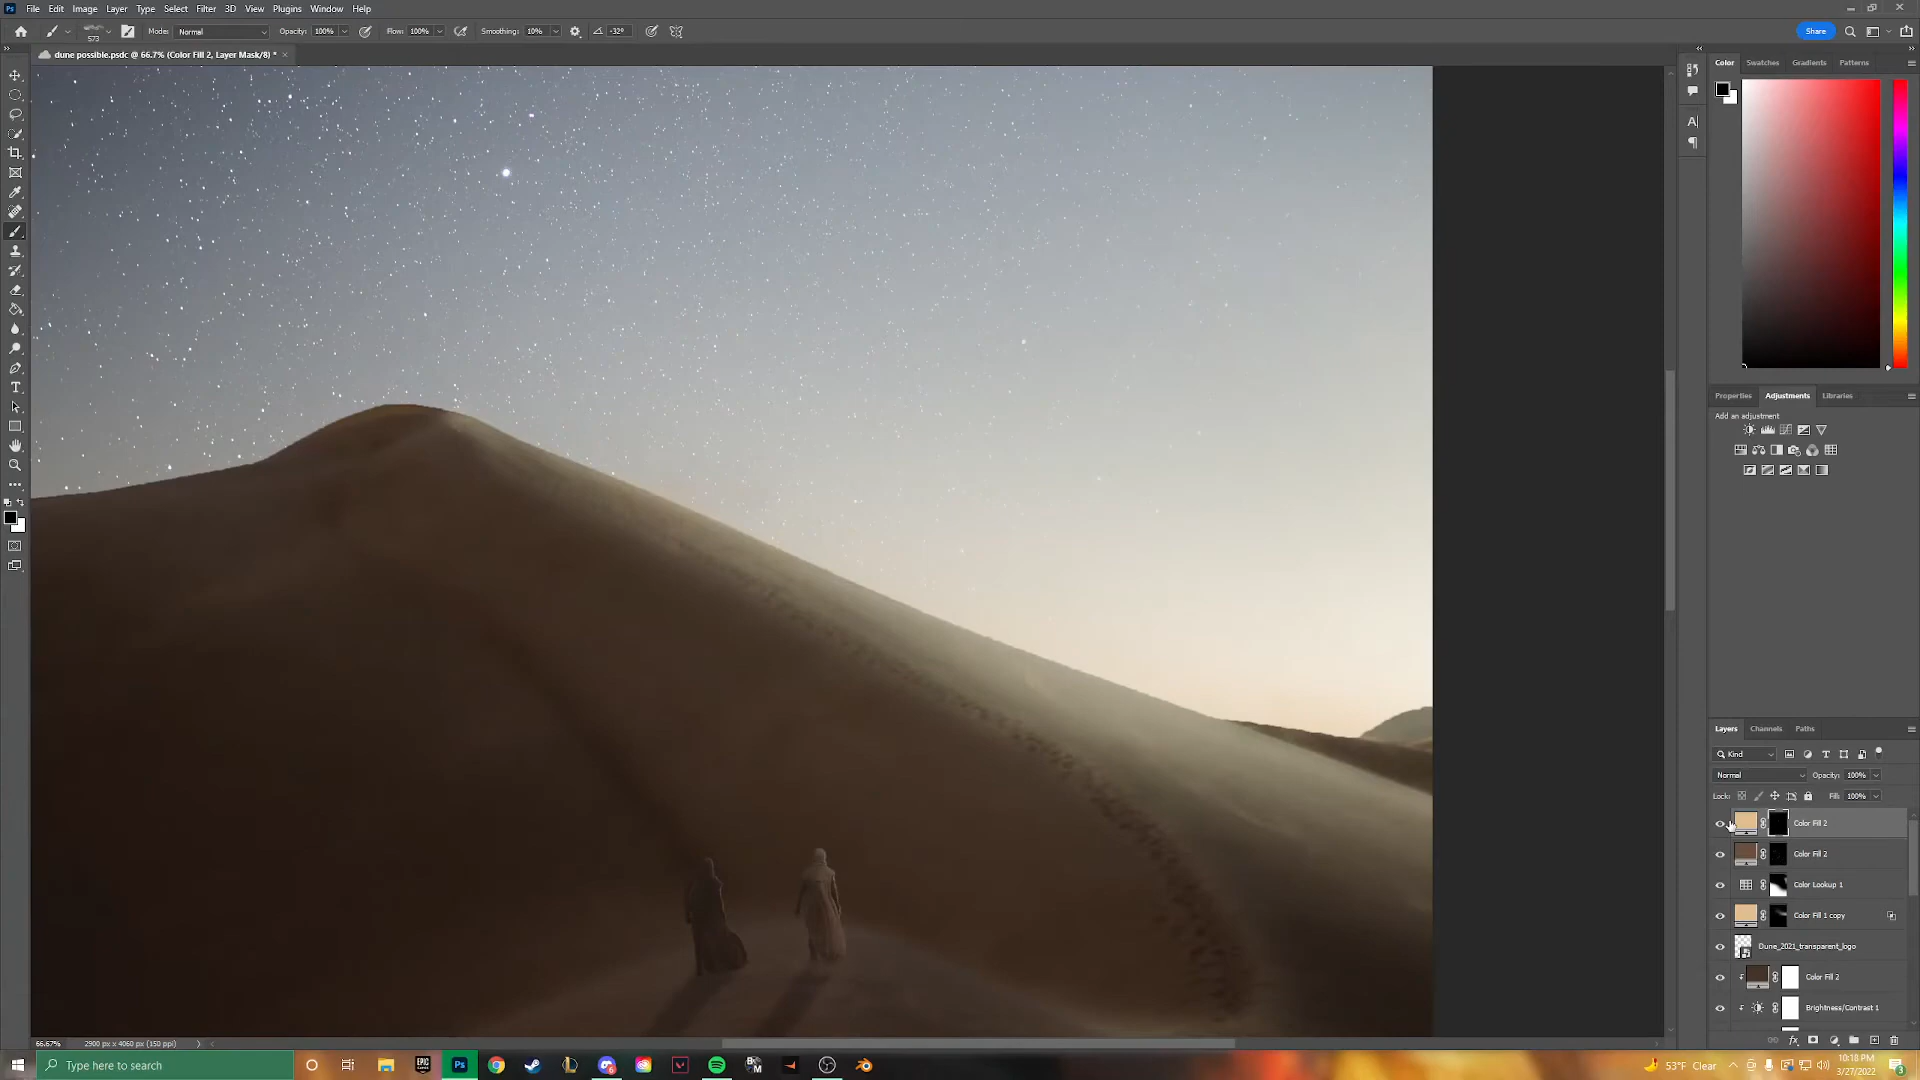 File Edit Image Layer Type Select Filter 3D View Plugins Window Help
573 Mode: Normal Opacity: 100% Flow: 100% Smoothing: 10% -32° Share
dune possible.psdc @ 66.7% (Color Fill 2, Layer Mask/8) *
Color Swatches Gradients Patterns
Properties Adjustments Libraries
Add an adjustment
Layers Channels Paths
Kind
Normal Opacity: 100%
Lock: Fill: 100%
Color Fill 2
Color Fill 2
Color Lookup 1
Color Fill 1 copy
Dune_2021_transparent_logo
Color Fill 2
Brightness/Contrast 1
66.67% 2900 px x 4060 px (150 ppi)
Type here to search
53°F Clear
10:18 PM
3/27/2022